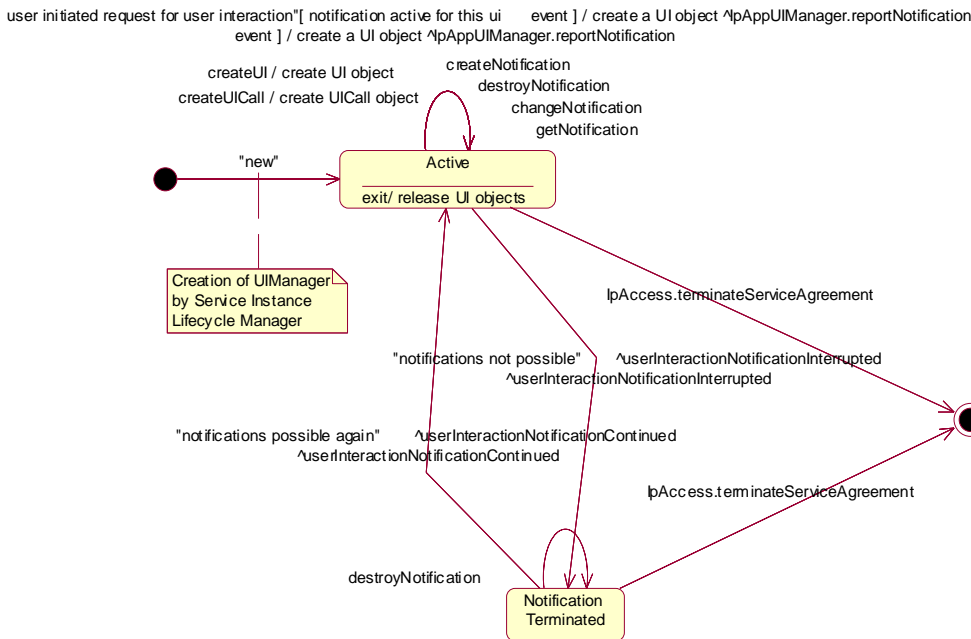 user initiated request for user interaction"[ notification active for this ui event ] / create a UI object ^IpAppUIManager.reportNotification
event ] / create a UI object ^IpAppUIManager.reportNotification
createUI / create UI object
createUICall / create UICall object
createNotification
destroyNotification
changeNotification
getNotification
"new"
Active
exit/ release UI objects
Creation of UIManager
by Service Instance
Lifecycle Manager
IpAccess.terminateServiceAgreement
"notifications not possible" ^userInteractionNotificationInterrupted
^userInteractionNotificationInterrupted
"notifications possible again" ^userInteractionNotificationContinued
^userInteractionNotificationContinued
IpAccess.terminateServiceAgreement
destroyNotification
Notification
Terminated